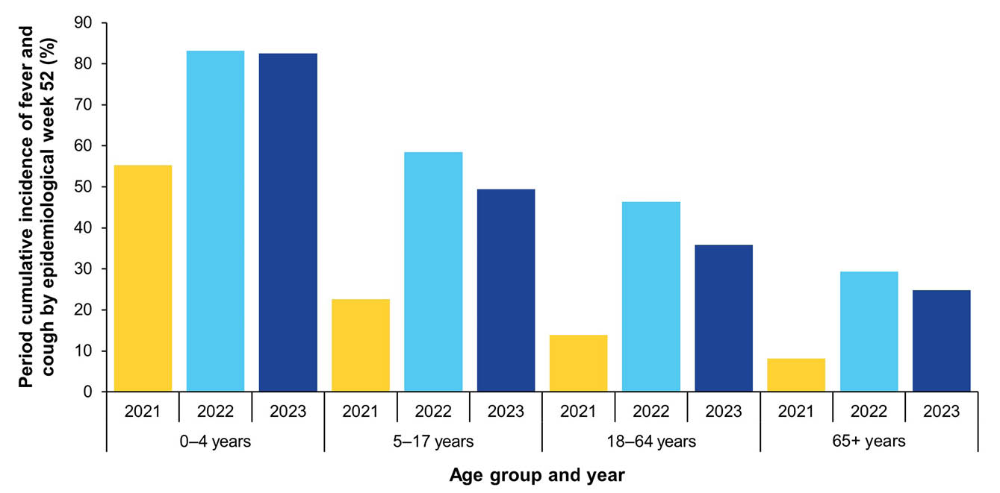 Period cumulative incidence of fever and
cough by epidemiological week 52 (%)
90
80
70
60
50
40
30
20
10
0
2021 2022 2023 2021 2022 2023 2021 2022 2023 2021 2022 2023
0–4 years 5–17 years 18–64 years 65+ years
Age group and year